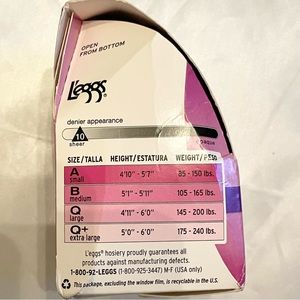 OPEN
FROM BOTTOM
L'eggs
denier appearance
10
sheer opaque
SIZE/TALLA HEIGHT/ESTATURA WEIGHT/PESO
A
small 4'10" - 5'7" 85 - 150 lbs.
B
medium 5'1" - 5'11" 105 - 165 lbs.
Q
large 4'11" - 6'0" 145 - 200 lbs.
Q+
extra large 5'0" - 6'0" 175 - 240 lbs.
L'eggs® hosiery proudly guarantees all
products against manufacturing defects.
1-800-92-LEGGS (1-800-925-3447) M-F (USA only)
This package, excluding the window film, is recyclable in the U.S.